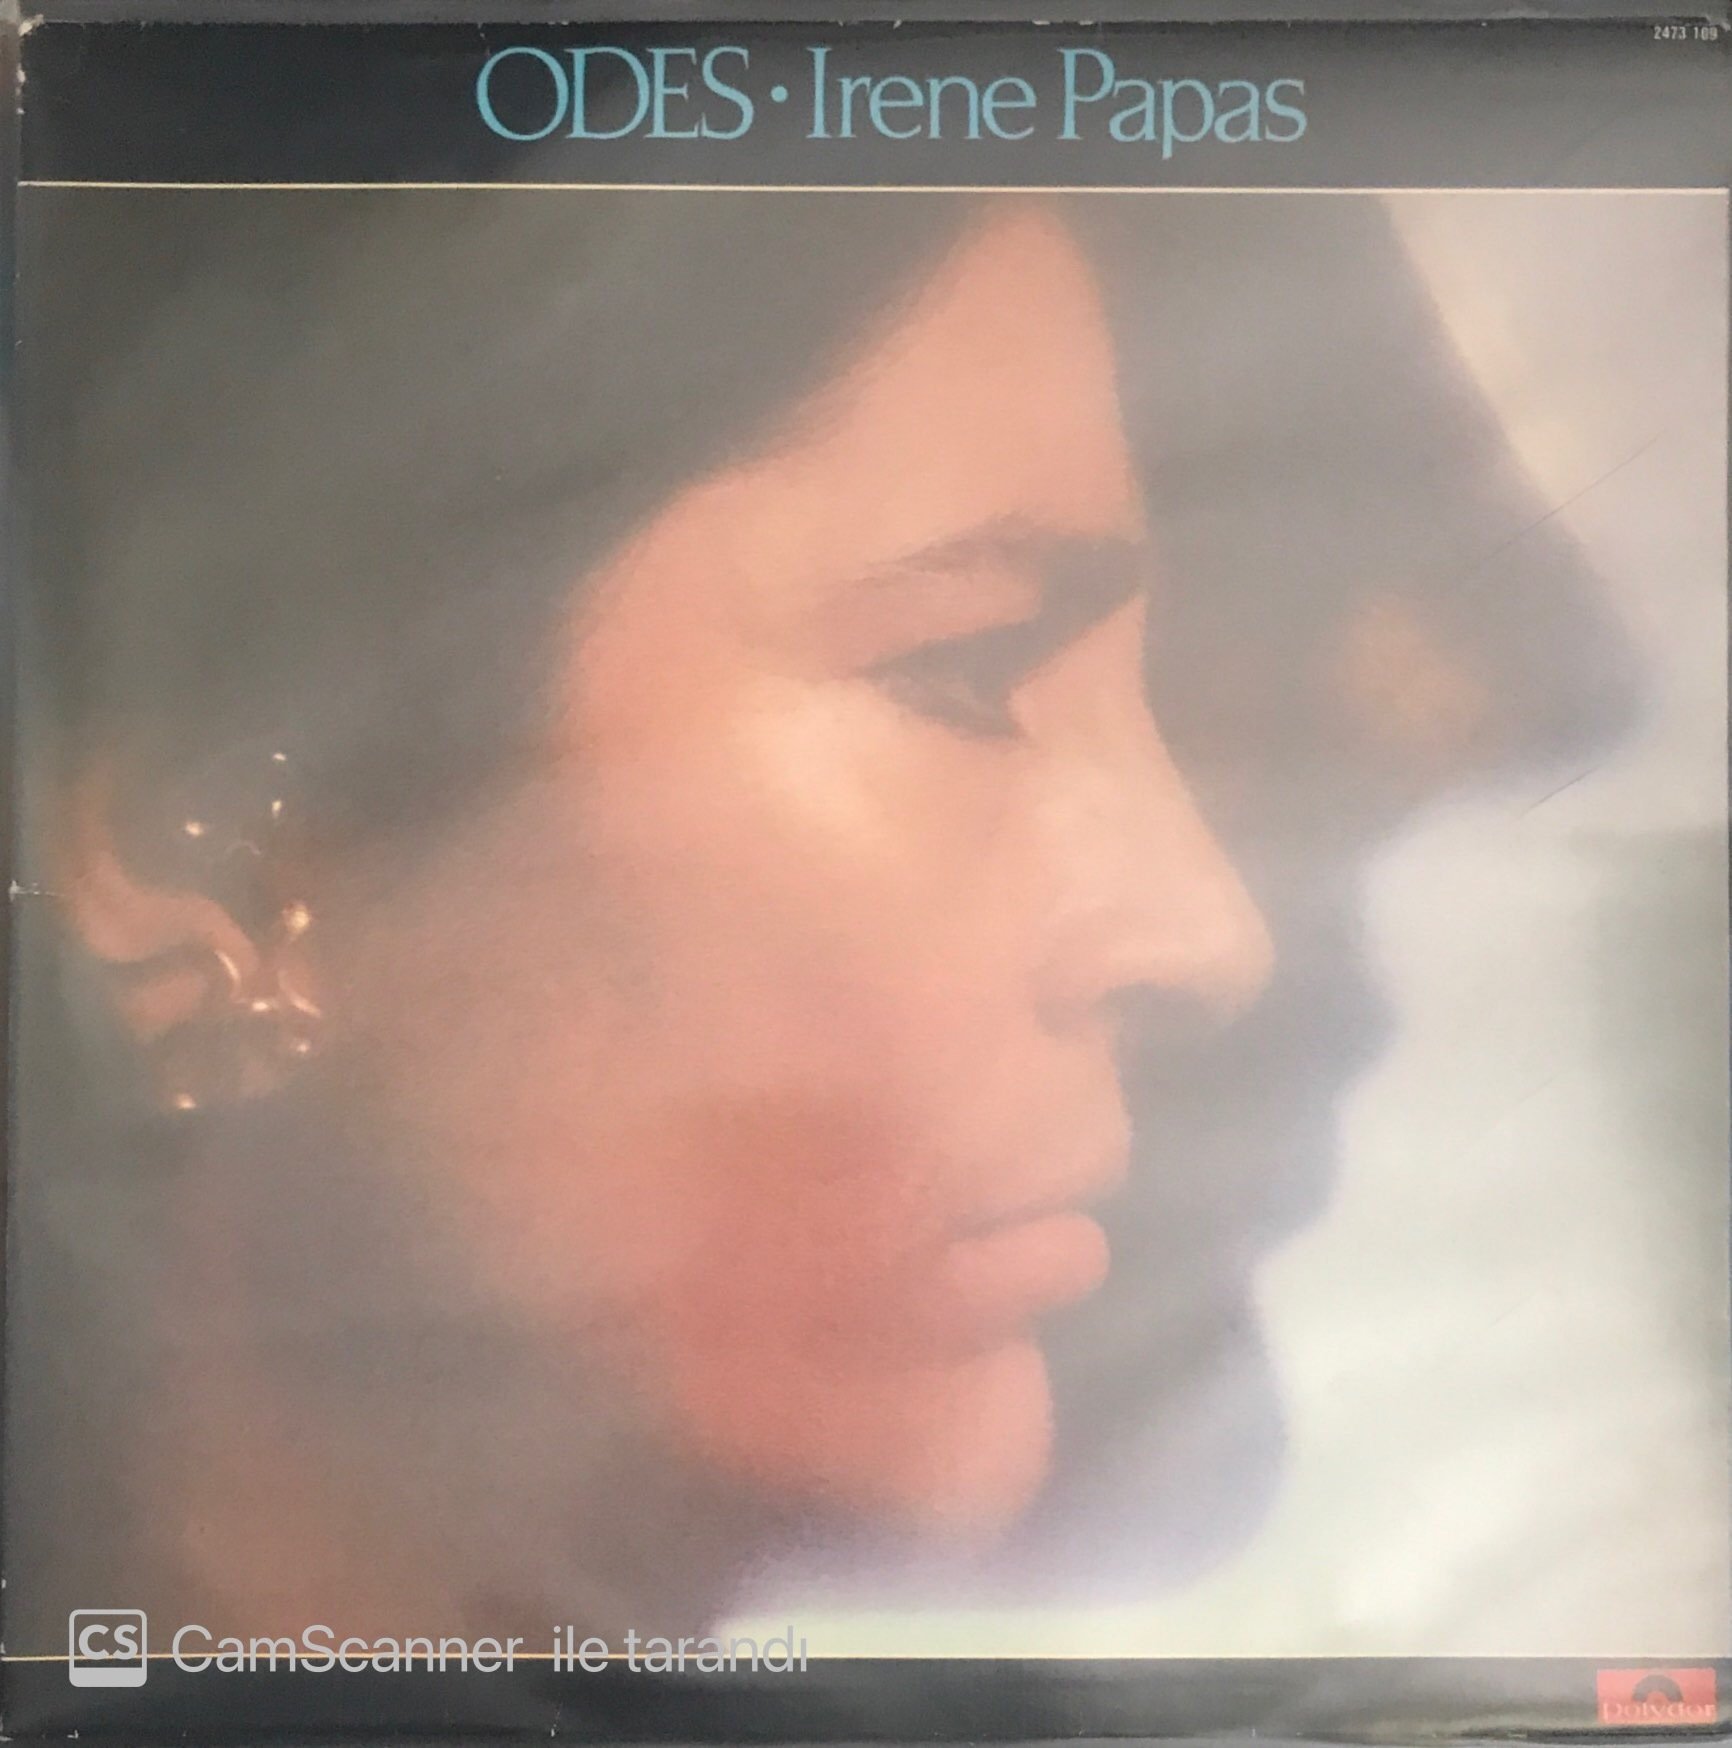 2473 109
ODES · Irene Papas
CS CamScanner ile tarandı
polydor